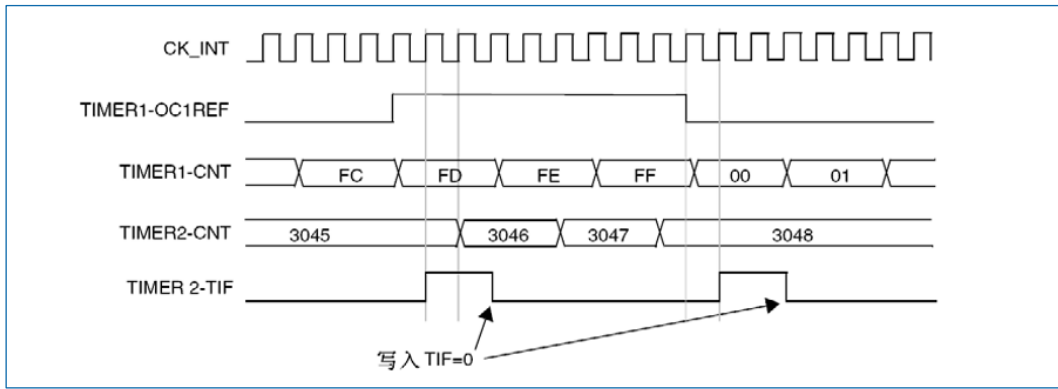 CK_INT
TIMER1-OC1REF
TIMER1-CNT FC FD FE FF 00 01
TIMER2-CNT 3045 3046 3047 3048
TIMER 2-TIF
写入 TIF=0